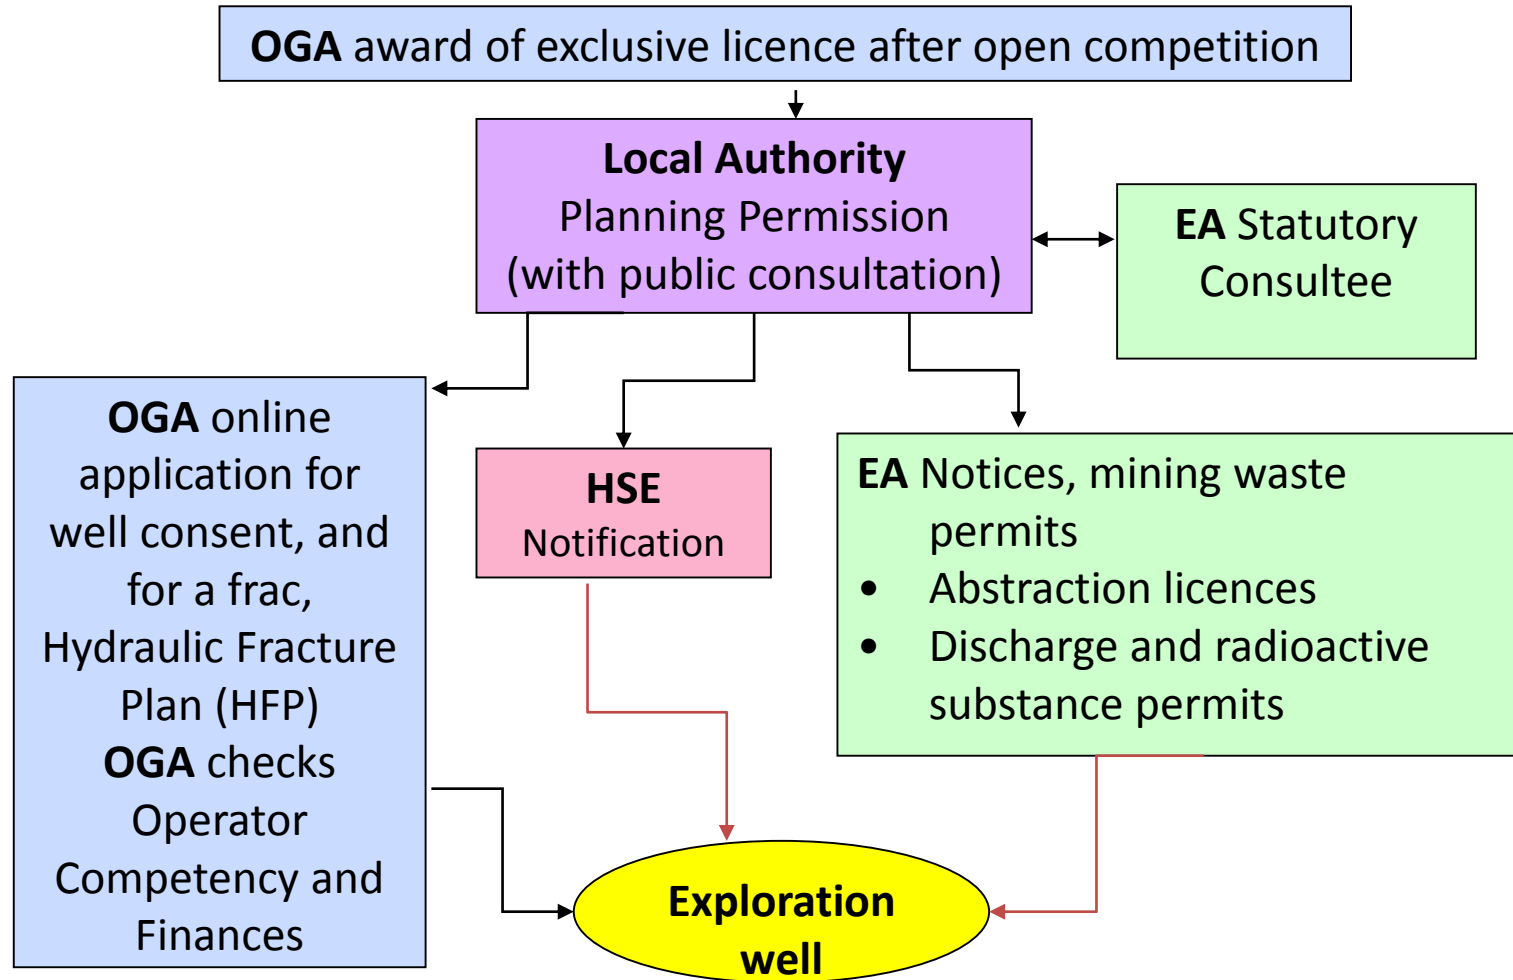 OGA award of exclusive licence after open competition
Local Authority
Planning Permission
(with public consultation)
EA Statutory
Consultee
OGA online
application for
well consent, and
for a frac,
Hydraulic Fracture
Plan (HFP)
OGA checks
Operator
Competency and
Finances
HSE
Notification
EA Notices, mining waste
permits
• Abstraction licences
• Discharge and radioactive
substance permits
Exploration
well